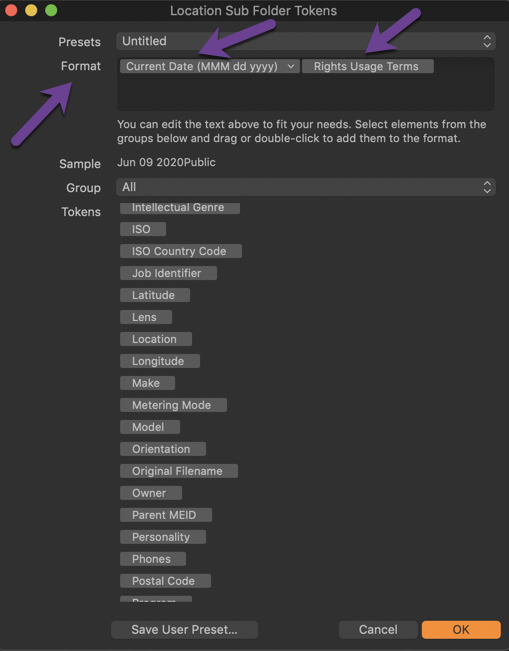 Location Sub Folder Tokens
Presets Untitled
Format Current Date (MMM dd yyyy) Rights Usage Terms
You can edit the text above to fit your needs. Select elements from the
groups below and drag or double-click to add them to the format.
Sample Jun 09 2020Public
Group All
Tokens Intellectual Genre
ISO
ISO Country Code
Job Identifier
Latitude
Lens
Location
Longitude
Make
Metering Mode
Model
Orientation
Original Filename
Owner
Parent MEID
Personality
Phones
Postal Code
Program
Save User Preset... Cancel OK